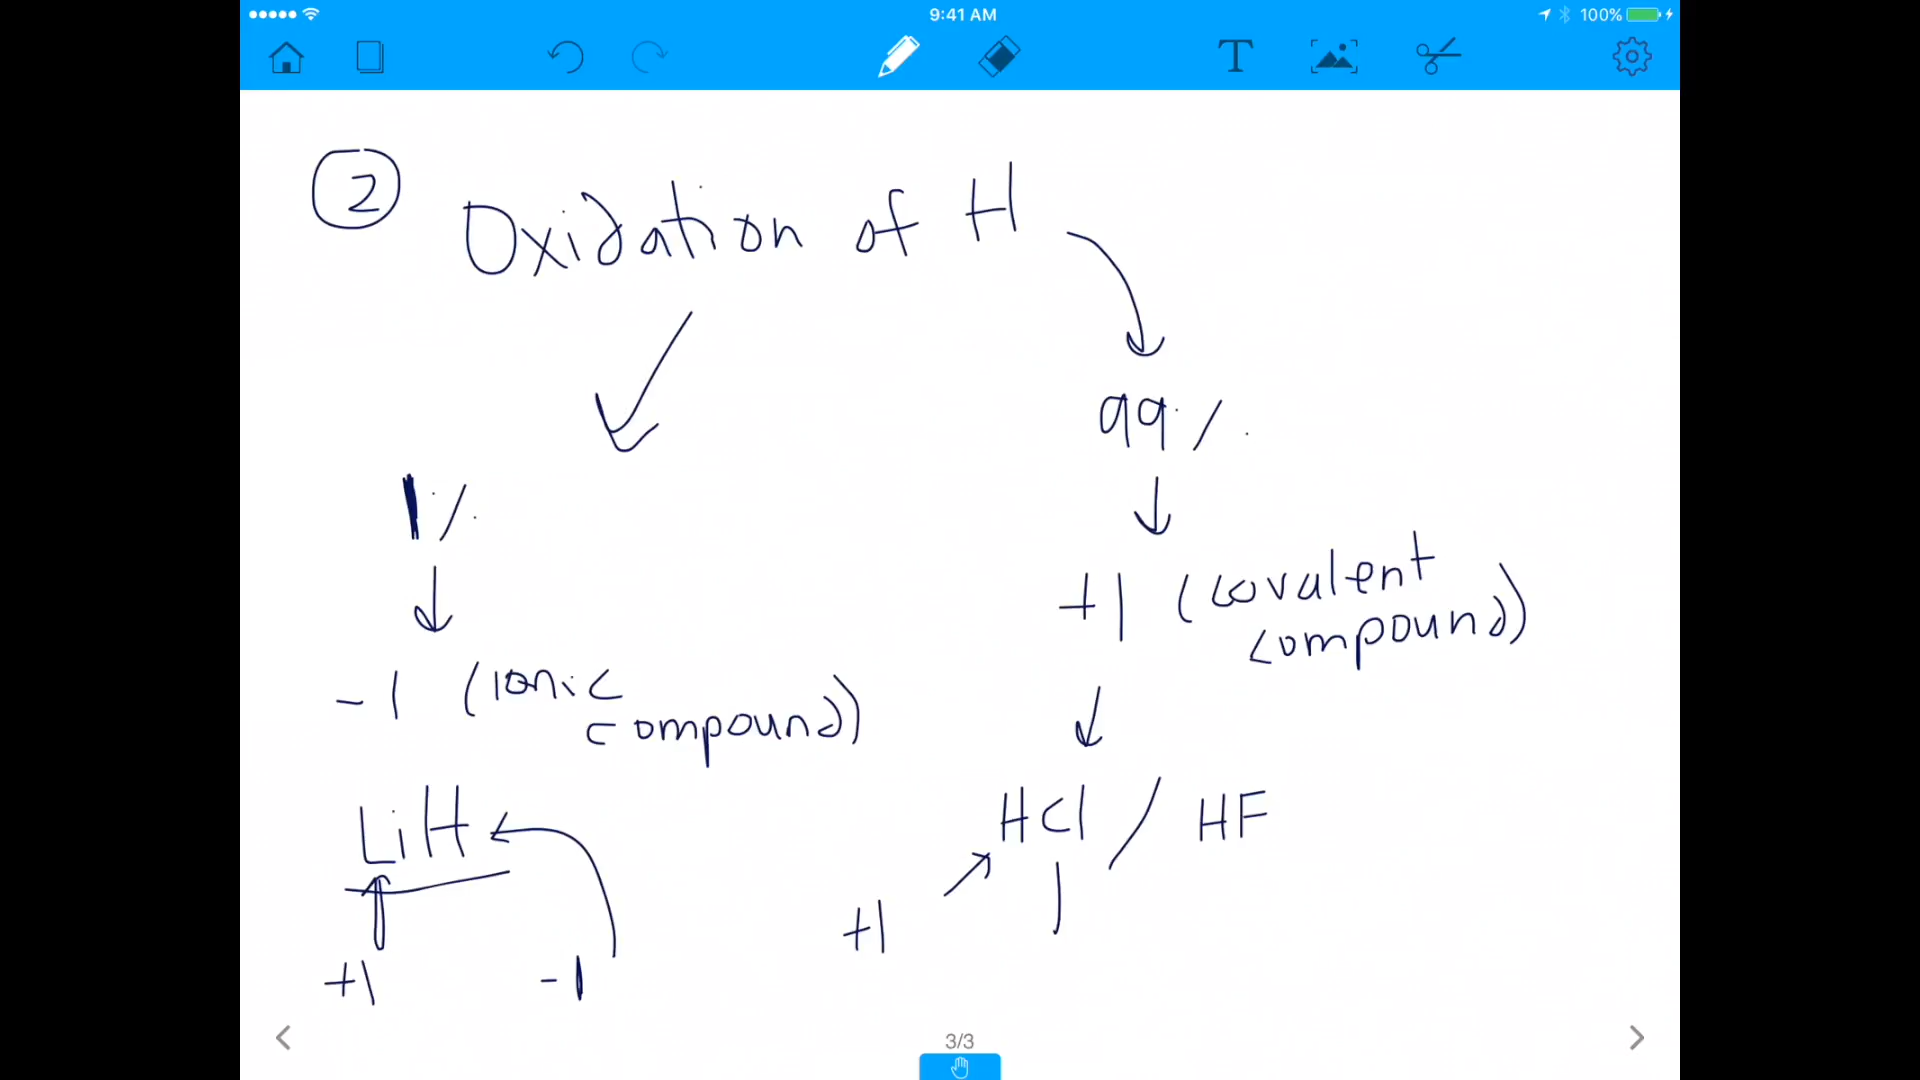 9:41 AM
100%
T
2
Oxidation of H
99%
1%
+1 (covalent
compound)
-1 (ionic
compound)
LiH
HCl / HF
+1
+1
-1
3/3